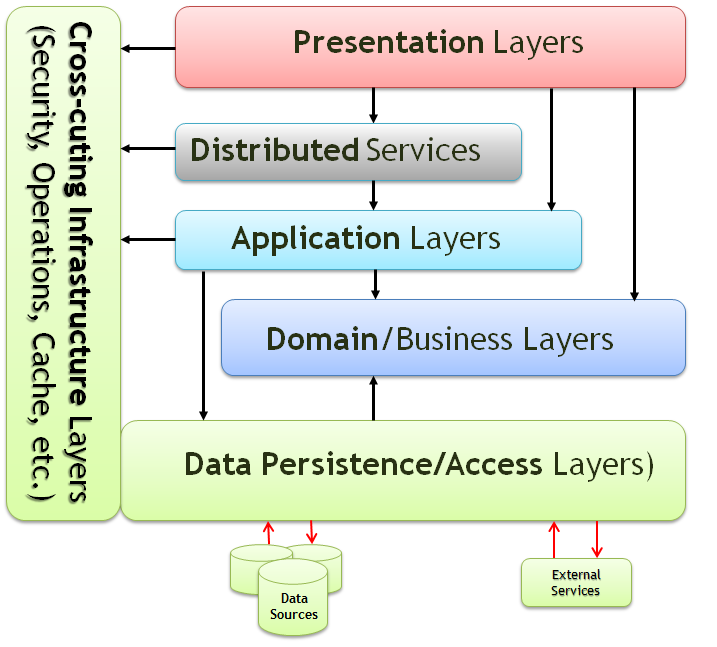 Presentation Layers
Distributed Services
Application Layers
Domain/Business Layers
Data Persistence/Access Layers)
Cross-cuting Infrastructure Layers
(Security, Operations, Cache, etc.)
Data
Sources
External
Services